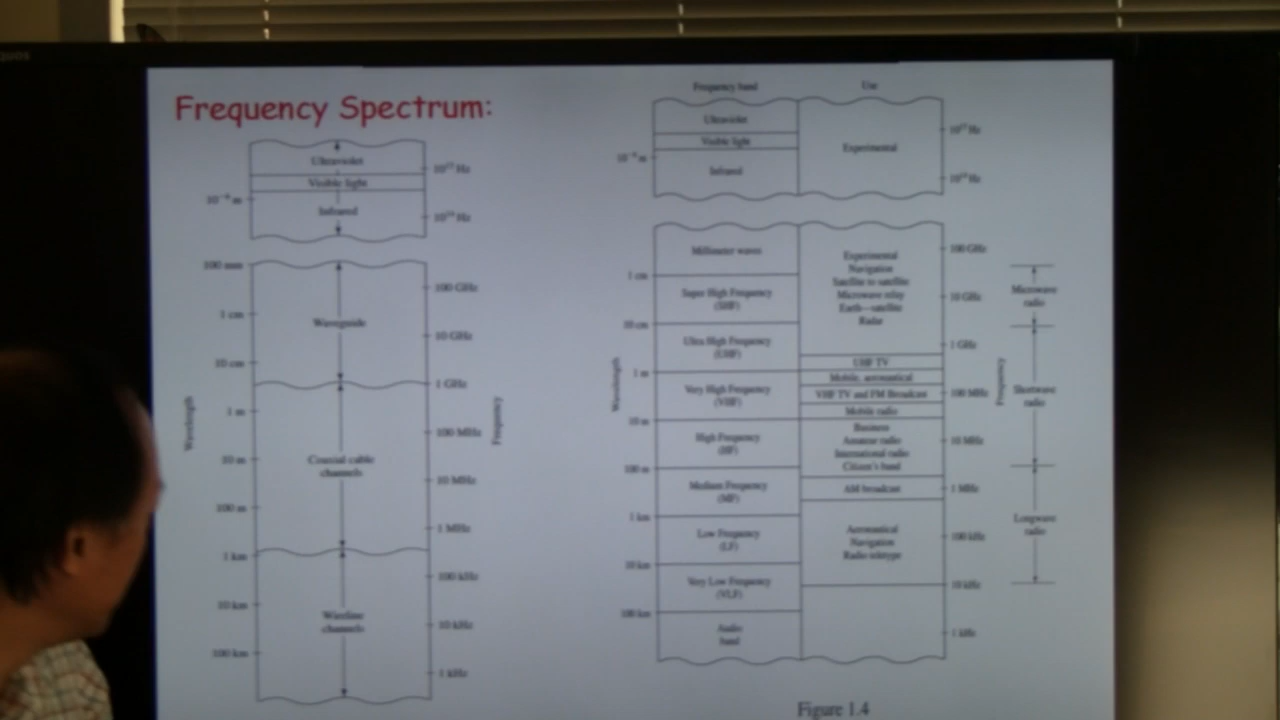 Frequency Spectrum:
Ultraviolet
Visible light
Infrared
10¹⁵ Hz
10¹⁴ Hz
100 mm
1 cm
10 cm
1 m
10 m
100 m
1 km
10 km
100 km
Wavelength
Waveguide
Coaxial cable
channels
Wireline
channels
100 GHz
10 GHz
1 GHz
100 MHz
10 MHz
1 MHz
100 kHz
10 kHz
1 kHz
Frequency
Frequency band
Use
Ultraviolet
Visible light
Infrared
Experimental
10¹⁵ Hz
10¹⁴ Hz
1 cm
10 cm
1 m
10 m
100 m
1 km
10 km
100 km
Wavelength
Millimeter waves
Super High Frequency
(SHF)
Ultra High Frequency
(UHF)
Very High Frequency
(VHF)
High Frequency
(HF)
Medium Frequency
(MF)
Low Frequency
(LF)
Very Low Frequency
(VLF)
Audio
band
Experimental
Navigation
Satellite to satellite
Microwave relay
Earth—satellite
Radar
UHF TV
Mobile, aeronautical
VHF TV and FM Broadcast
Mobile radio
Business
Amateur radio
International radio
Citizen's band
AM broadcast
Aeronautical
Navigation
Radio teletype
100 GHz
10 GHz
1 GHz
100 MHz
10 MHz
1 MHz
100 kHz
10 kHz
1 kHz
Frequency
Microwave
radio
Shortwave
radio
Longwave
radio
Figure 1.4